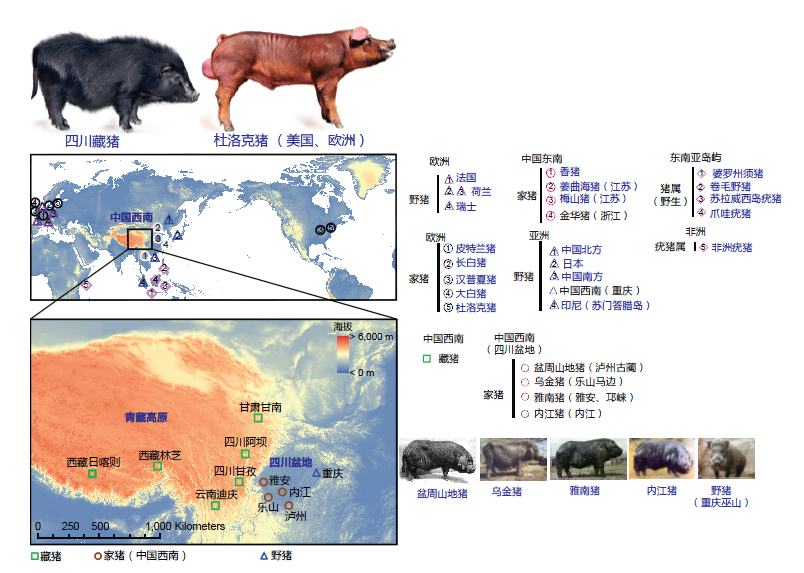 四川藏猪
杜洛克猪（美国、欧洲）
中国西南
欧洲
野猪
1 法国
2 3 荷兰
4 瑞士
中国东南
家猪
1 香猪
2 姜曲海猪（江苏）
3 梅山猪（江苏）
4 金华猪（浙江）
东南亚岛屿
猪属
（野生）
1 婆罗州须猪
2 卷毛野猪
3 苏拉威西岛疣猪
4 爪哇疣猪
非洲
疣猪属
5 非洲疣猪
欧洲
家猪
① 皮特兰猪
② 长白猪
③ 汉普夏猪
④ 大白猪
⑤ 杜洛克猪
亚洲
野猪
1 中国北方
2 日本
3 中国南方
中国西南（重庆）
4 印尼（苏门答腊岛）
中国西南
藏猪
中国西南
（四川盆地）
家猪
盆周山地猪（泸州古蔺）
乌金猪（乐山马边）
雅南猪（雅安、邛崃）
内江猪（内江）
海拔
> 6,000 m
< 0 m
青藏高原
甘肃甘南
四川阿坝
四川盆地
西藏日喀则
西藏林芝
四川甘孜
重庆
雅安
云南迪庆
内江
乐山
泸州
0 250 500 1,000 Kilometers
藏猪
家猪（中国西南）
野猪
盆周山地猪
乌金猪
雅南猪
内江猪
野猪
（重庆巫山）